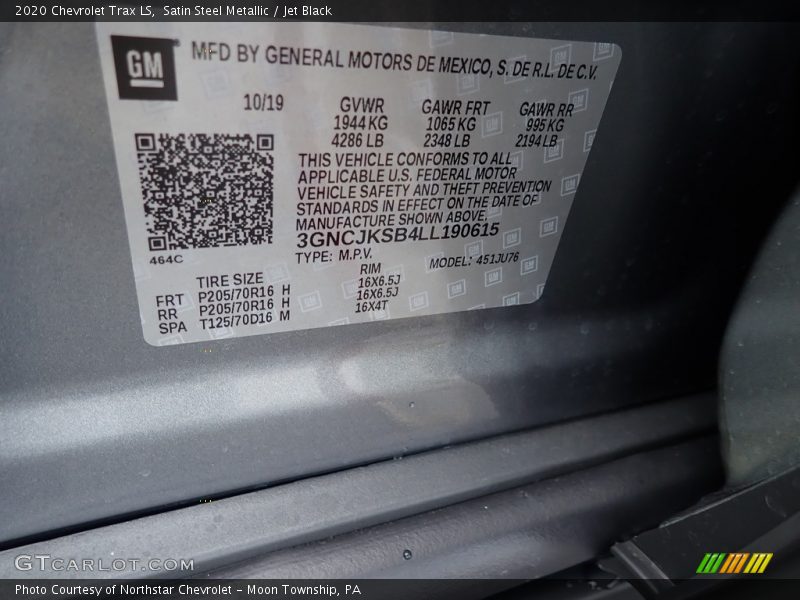 2020 Chevrolet Trax LS, Satin Steel Metallic / Jet Black
GM
MFD BY GENERAL MOTORS DE MEXICO, S. DE R.L. DE C.V.
10/19 GVWR GAWR FRT GAWR RR
1944 KG 1065 KG 995 KG
4286 LB 2348 LB 2194 LB
THIS VEHICLE CONFORMS TO ALL
APPLICABLE U.S. FEDERAL MOTOR
VEHICLE SAFETY AND THEFT PREVENTION
STANDARDS IN EFFECT ON THE DATE OF
MANUFACTURE SHOWN ABOVE.
3GNCJKSB4LL190615
464C
TYPE: M.P.V. MODEL: 451JU76
TIRE SIZE RIM
FRT P205/70R16 H 16X6.5J
RR P205/70R16 H 16X6.5J
SPA T125/70D16 M 16X4T
GTCARLOT.COM
Photo Courtesy of Northstar Chevrolet - Moon Township, PA